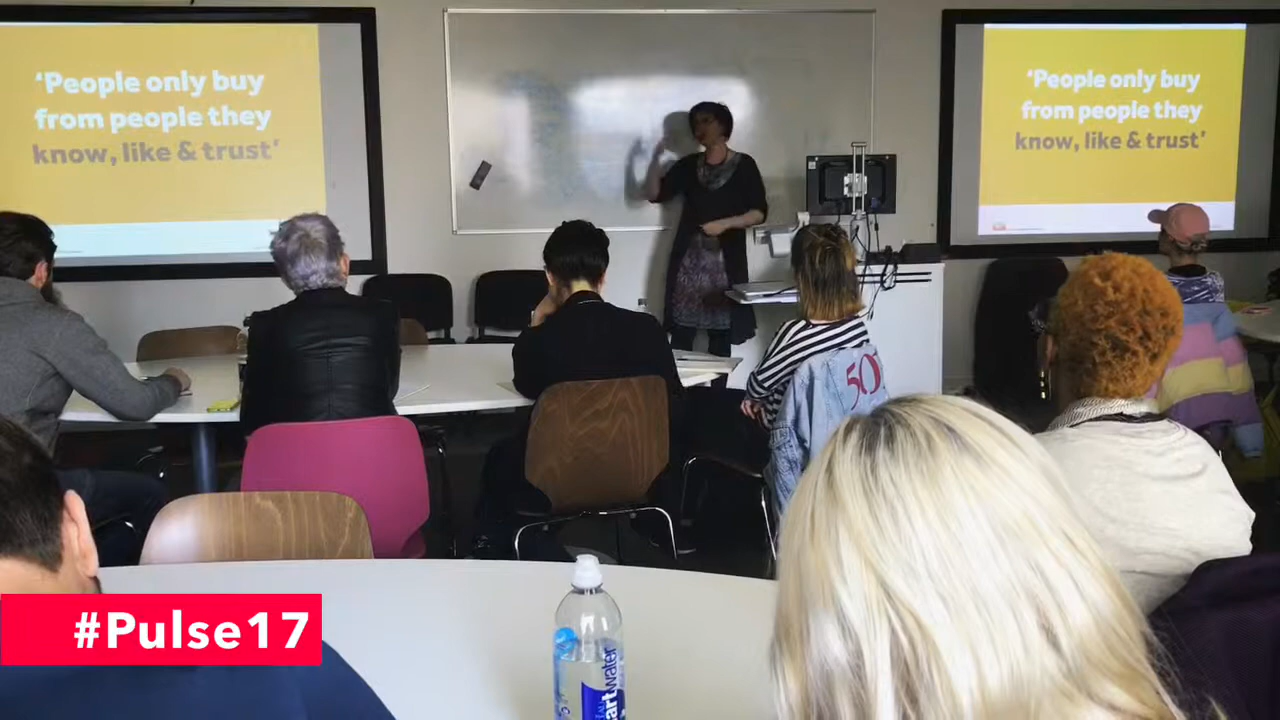 ‘People only buy
from people they
know, like & trust’
‘People only buy
from people they
know, like & trust’
50
#Pulse17
artwater